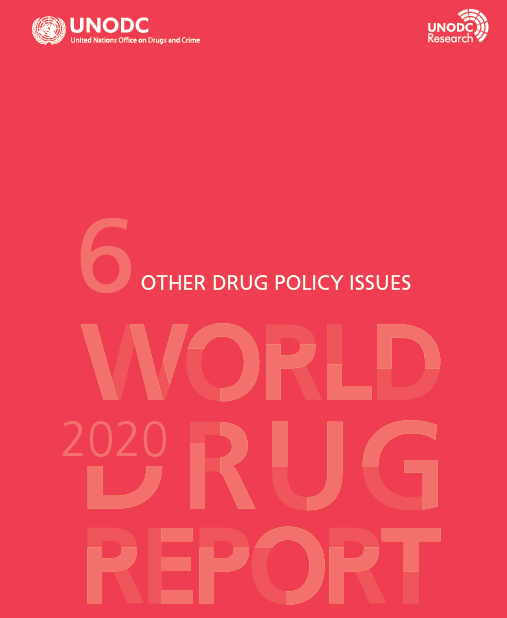 UNODC
United Nations Office on Drugs and Crime
UNODC
Research
6 OTHER DRUG POLICY ISSUES
WORLD
2020
DRUG
REPORT